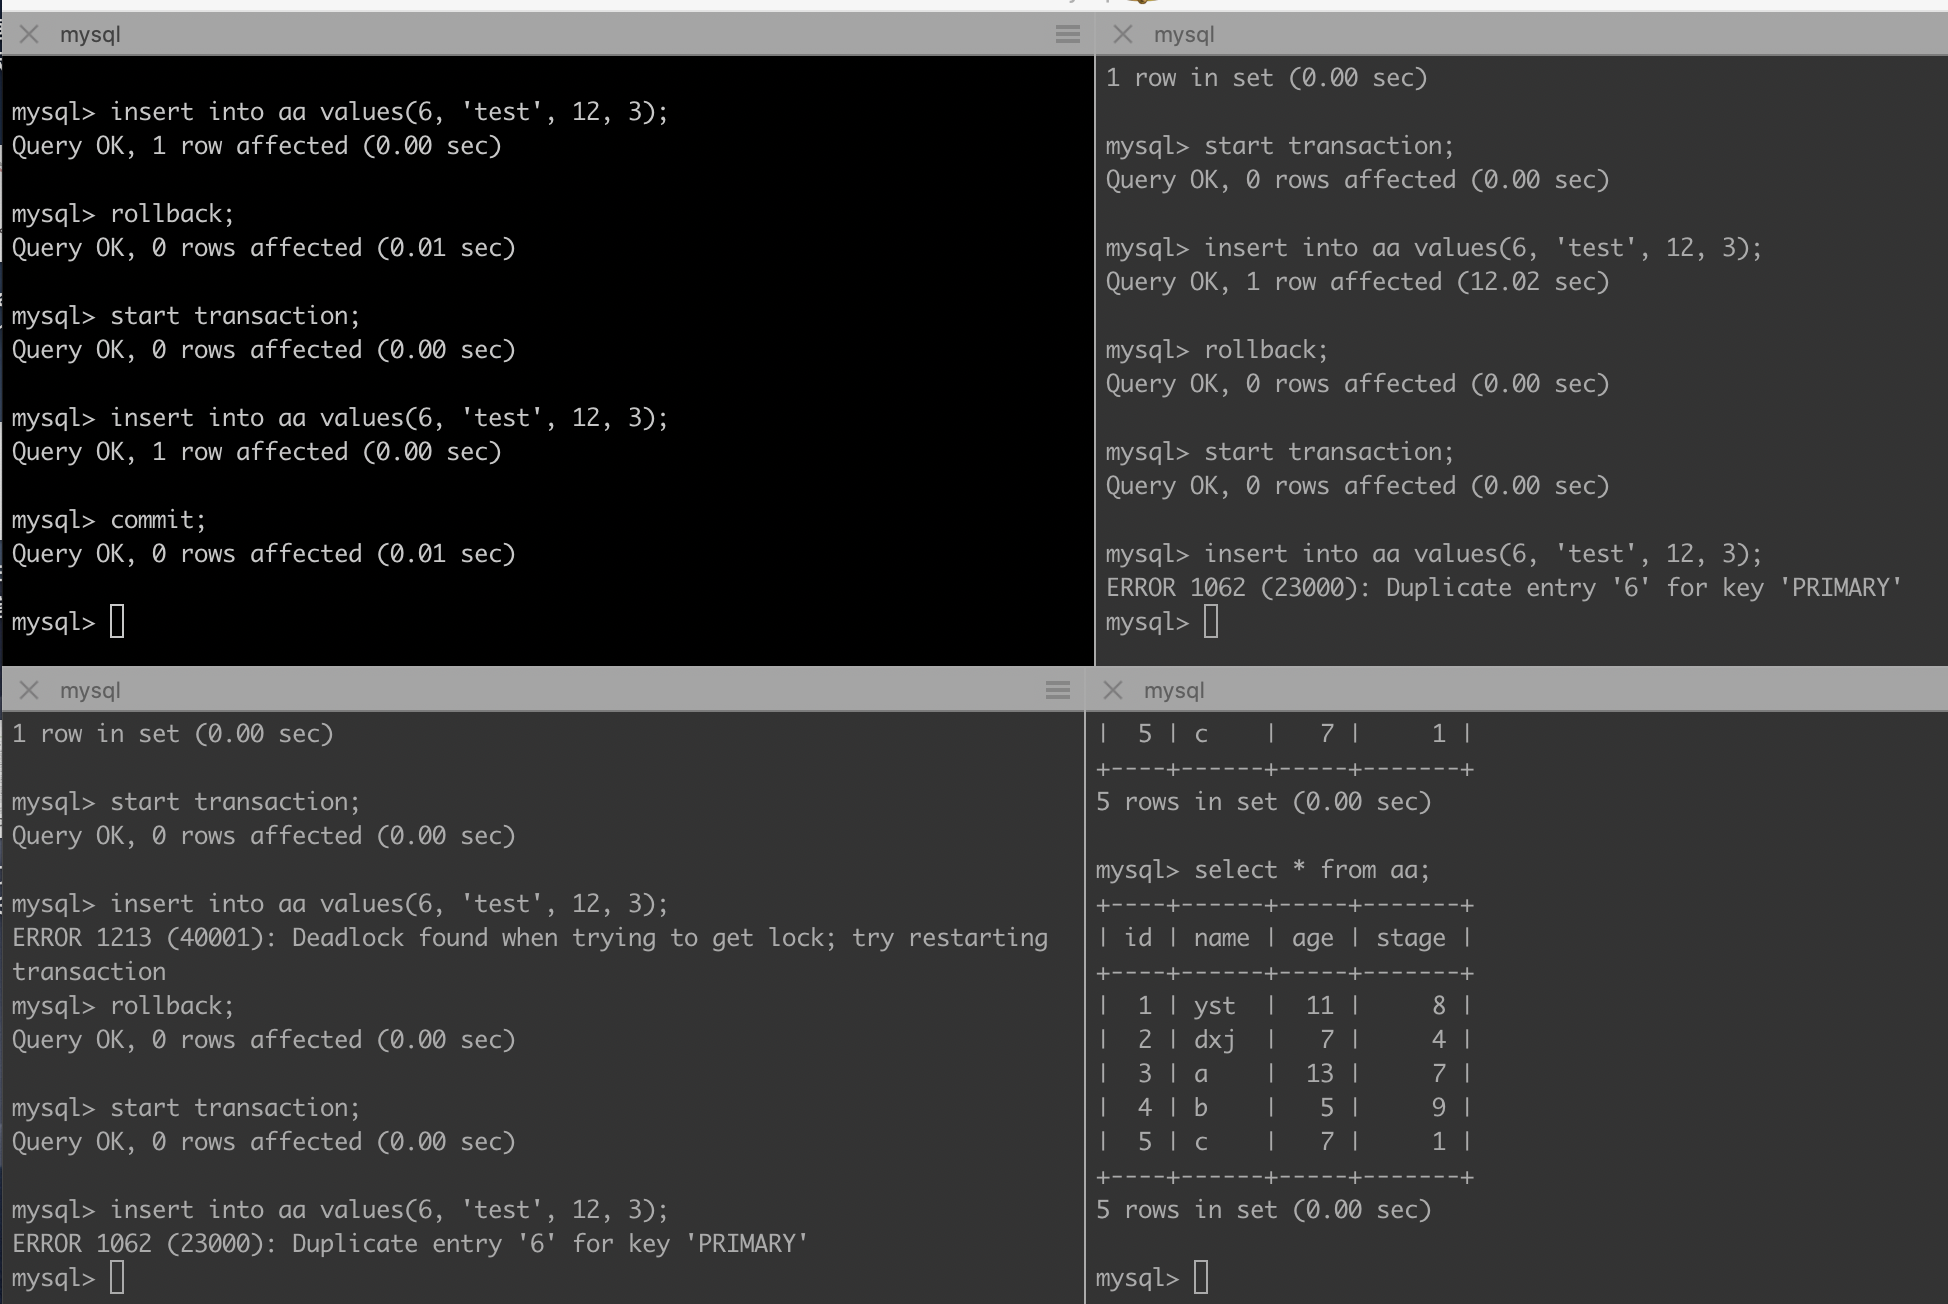 mysql
mysql> insert into aa values(6, 'test', 12, 3);
Query OK, 1 row affected (0.00 sec)
mysql> rollback;
Query OK, 0 rows affected (0.01 sec)
mysql> start transaction;
Query OK, 0 rows affected (0.00 sec)
mysql> insert into aa values(6, 'test', 12, 3);
Query OK, 1 row affected (0.00 sec)
mysql> commit;
Query OK, 0 rows affected (0.01 sec)
mysql>
mysql
1 row in set (0.00 sec)
mysql> start transaction;
Query OK, 0 rows affected (0.00 sec)
mysql> insert into aa values(6, 'test', 12, 3);
Query OK, 1 row affected (12.02 sec)
mysql> rollback;
Query OK, 0 rows affected (0.00 sec)
mysql> start transaction;
Query OK, 0 rows affected (0.00 sec)
mysql> insert into aa values(6, 'test', 12, 3);
ERROR 1062 (23000): Duplicate entry '6' for key 'PRIMARY'
mysql>
mysql
1 row in set (0.00 sec)
mysql> start transaction;
Query OK, 0 rows affected (0.00 sec)
mysql> insert into aa values(6, 'test', 12, 3);
ERROR 1213 (40001): Deadlock found when trying to get lock; try restarting
transaction
mysql> rollback;
Query OK, 0 rows affected (0.00 sec)
mysql> start transaction;
Query OK, 0 rows affected (0.00 sec)
mysql> insert into aa values(6, 'test', 12, 3);
ERROR 1062 (23000): Duplicate entry '6' for key 'PRIMARY'
mysql>
mysql
|  5 | c    |   7 |     1 |
+----+------+-----+-------+
5 rows in set (0.00 sec)
mysql> select * from aa;
+----+------+-----+-------+
| id | name | age | stage |
+----+------+-----+-------+
|  1 | yst  |  11 |     8 |
|  2 | dxj  |   7 |     4 |
|  3 | a    |  13 |     7 |
|  4 | b    |   5 |     9 |
|  5 | c    |   7 |     1 |
+----+------+-----+-------+
5 rows in set (0.00 sec)
mysql>